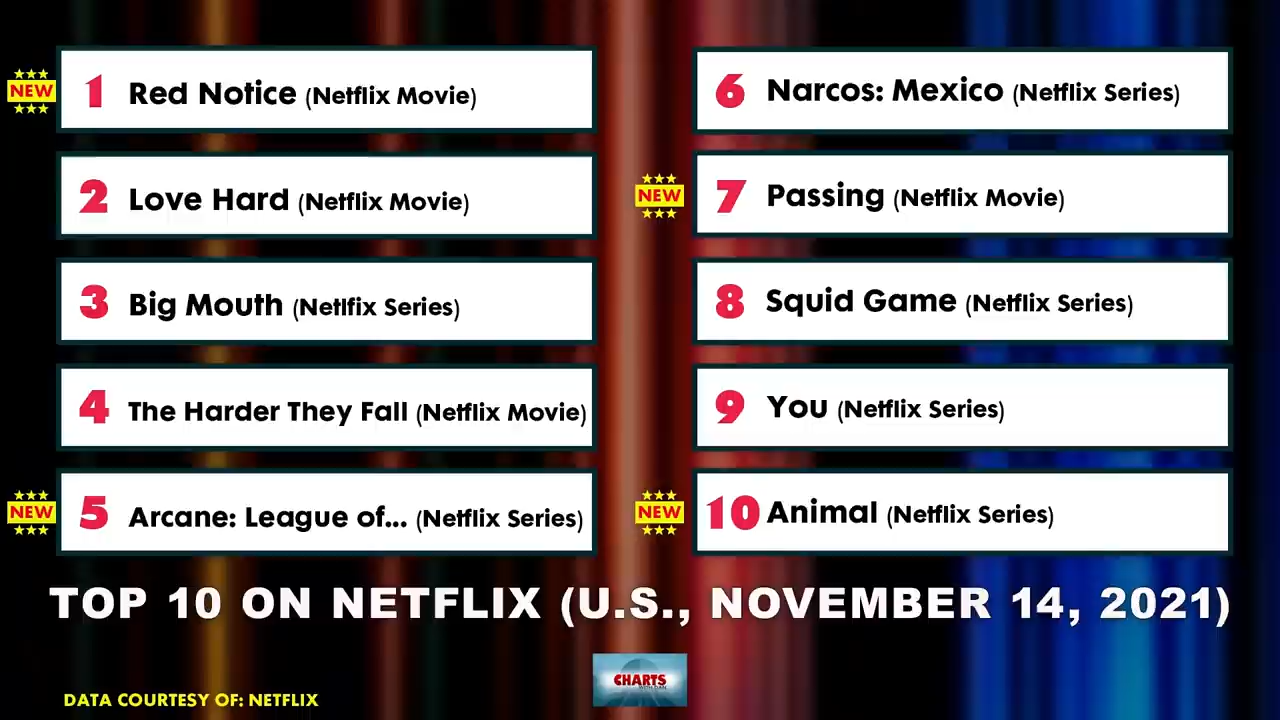 NEW
1 Red Notice (Netflix Movie)
2 Love Hard (Netflix Movie)
3 Big Mouth (Netlfix Series)
4 The Harder They Fall (Netflix Movie)
NEW
5 Arcane: League of... (Netflix Series)
6 Narcos: Mexico (Netflix Series)
NEW
7 Passing (Netflix Movie)
8 Squid Game (Netflix Series)
9 You (Netflix Series)
NEW
10 Animal (Netflix Series)
TOP 10 ON NETFLIX (U.S., NOVEMBER 14, 2021)
CHARTS
WITH DAN
DATA COURTESY OF: NETFLIX